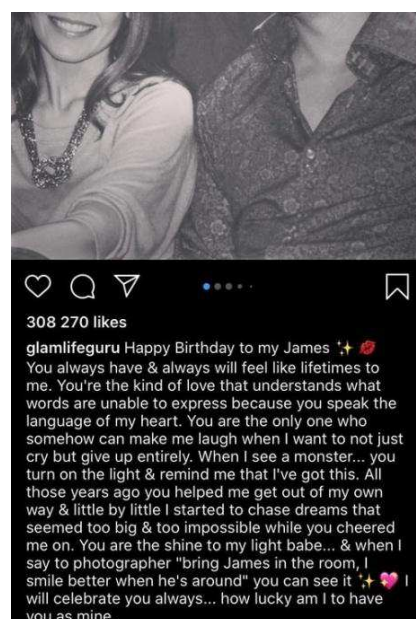 308 270 likes
glamlifeguru Happy Birthday to my James ✨ 💋
You always have & always will feel like lifetimes to
me. You're the kind of love that understands what
words are unable to express because you speak the
language of my heart. You are the only one who
somehow can make me laugh when I want to not just
cry but give up entirely. When I see a monster... you
turn on the light & remind me that I've got this. All
those years ago you helped me get out of my own
way & little by little I started to chase dreams that
seemed too big & too impossible while you cheered
me on. You are the shine to my light babe... & when I
say to photographer "bring James in the room, I
smile better when he's around" you can see it ✨ 💖 I
will celebrate you always... how lucky am I to have
you as mine